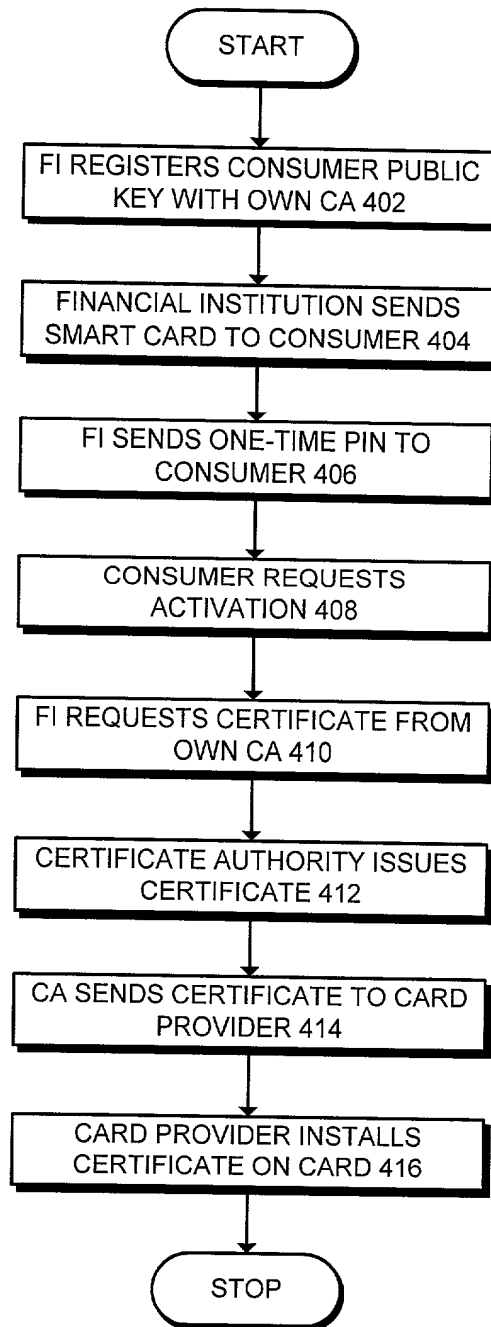 START
FI REGISTERS CONSUMER PUBLIC
KEY WITH OWN CA 402
FINANCIAL INSTITUTION SENDS
SMART CARD TO CONSUMER 404
FI SENDS ONE-TIME PIN TO
CONSUMER 406
CONSUMER REQUESTS
ACTIVATION 408
FI REQUESTS CERTIFICATE FROM
OWN CA 410
CERTIFICATE AUTHORITY ISSUES
CERTIFICATE 412
CA SENDS CERTIFICATE TO CARD
PROVIDER 414
CARD PROVIDER INSTALLS
CERTIFICATE ON CARD 416
STOP